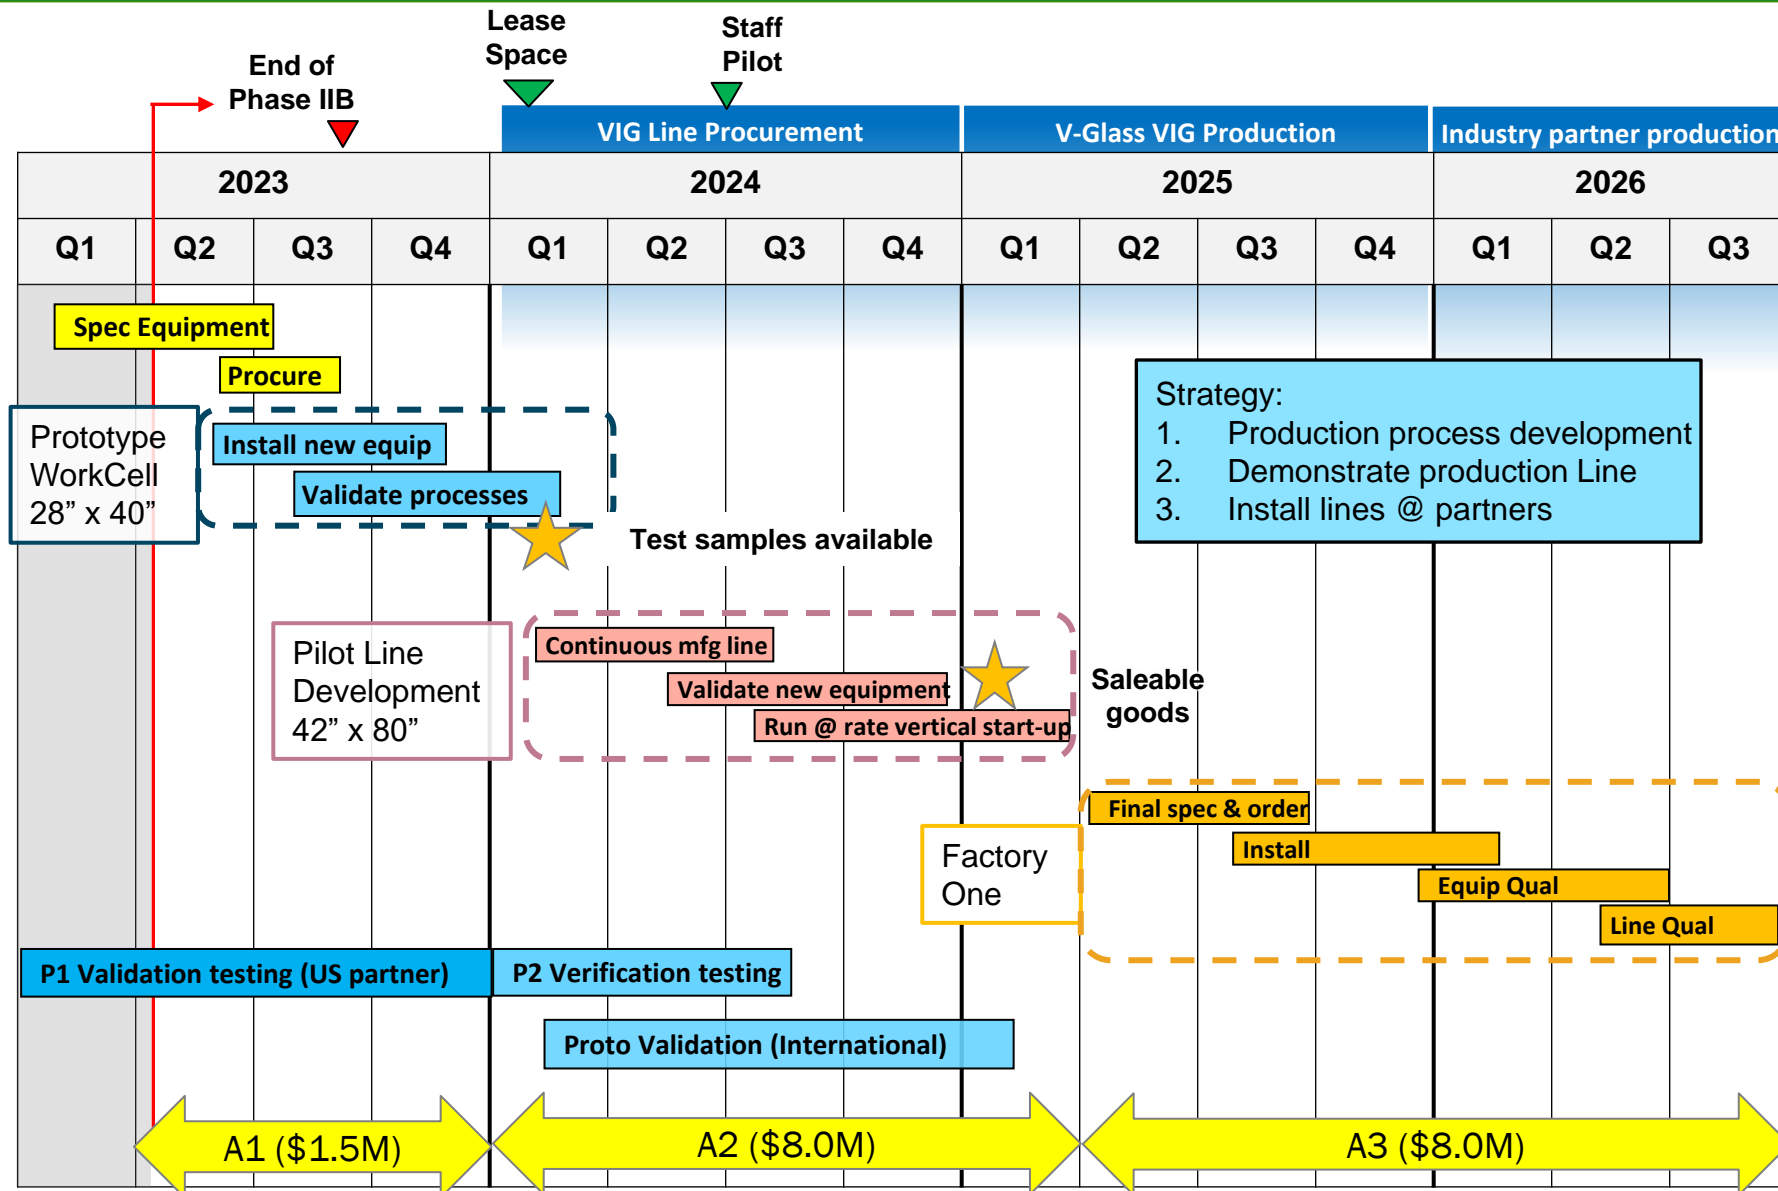 Lease
Space
Staff
Pilot
End of
Phase IIB
VIG Line Procurement
V-Glass VIG Production
Industry partner production
2023
2024
2025
2026
Q1
Q2
Q3
Q4
Q1
Q2
Q3
Q4
Q1
Q2
Q3
Q4
Q1
Q2
Q3
Spec Equipment
Procure
Prototype
WorkCell
28” x 40”
Install new equip
Validate processes
Test samples available
Strategy:
1. Production process development
2. Demonstrate production Line
3. Install lines @ partners
Pilot Line
Development
42” x 80”
Continuous mfg line
Validate new equipment
Run @ rate vertical start-up
Saleable
goods
Factory
One
Final spec & order
Install
Equip Qual
Line Qual
P1 Validation testing (US partner)
P2 Verification testing
Proto Validation (International)
A1 ($1.5M)
A2 ($8.0M)
A3 ($8.0M)